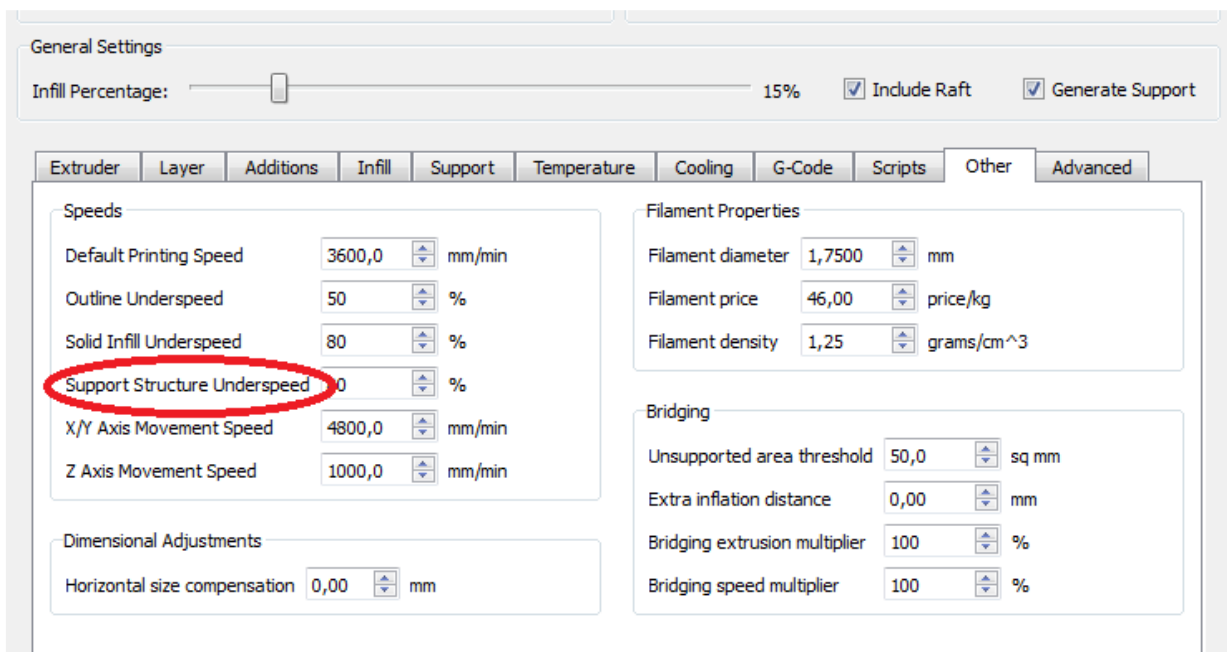 General Settings
Infill Percentage: 15% Include Raft Generate Support
Extruder Layer Additions Infill Support Temperature Cooling G-Code Scripts Other Advanced
Speeds
Default Printing Speed 3600,0 mm/min
Outline Underspeed 50 %
Solid Infill Underspeed 80 %
Support Structure Underspeed %
X/Y Axis Movement Speed 4800,0 mm/min
Z Axis Movement Speed 1000,0 mm/min
Dimensional Adjustments
Horizontal size compensation 0,00 mm
Filament Properties
Filament diameter 1,7500 mm
Filament price 46,00 price/kg
Filament density 1,25 grams/cm^3
Bridging
Unsupported area threshold 50,0 sq mm
Extra inflation distance 0,00 mm
Bridging extrusion multiplier 100 %
Bridging speed multiplier 100 %